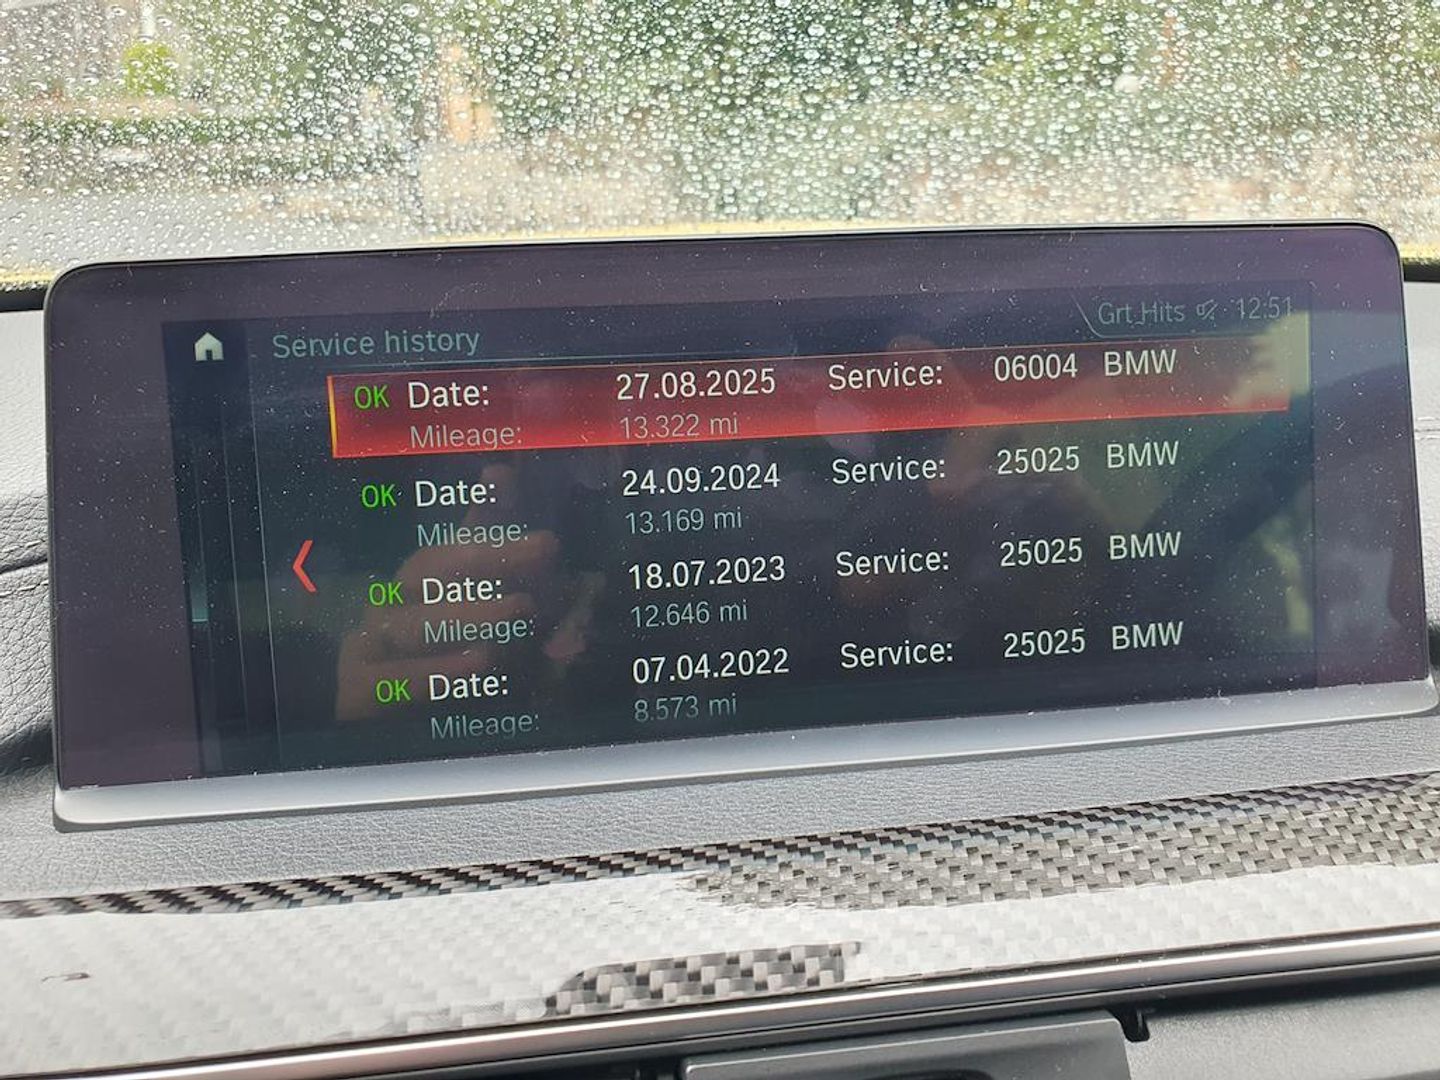 Service history Grt Hits 12:51
OK Date: 27.08.2025 Service: 06004 BMW
Mileage: 13.322 mi
OK Date: 24.09.2024 Service: 25025 BMW
Mileage: 13.169 mi
OK Date: 18.07.2023 Service: 25025 BMW
Mileage: 12.646 mi
OK Date: 07.04.2022 Service: 25025 BMW
Mileage: 8.573 mi